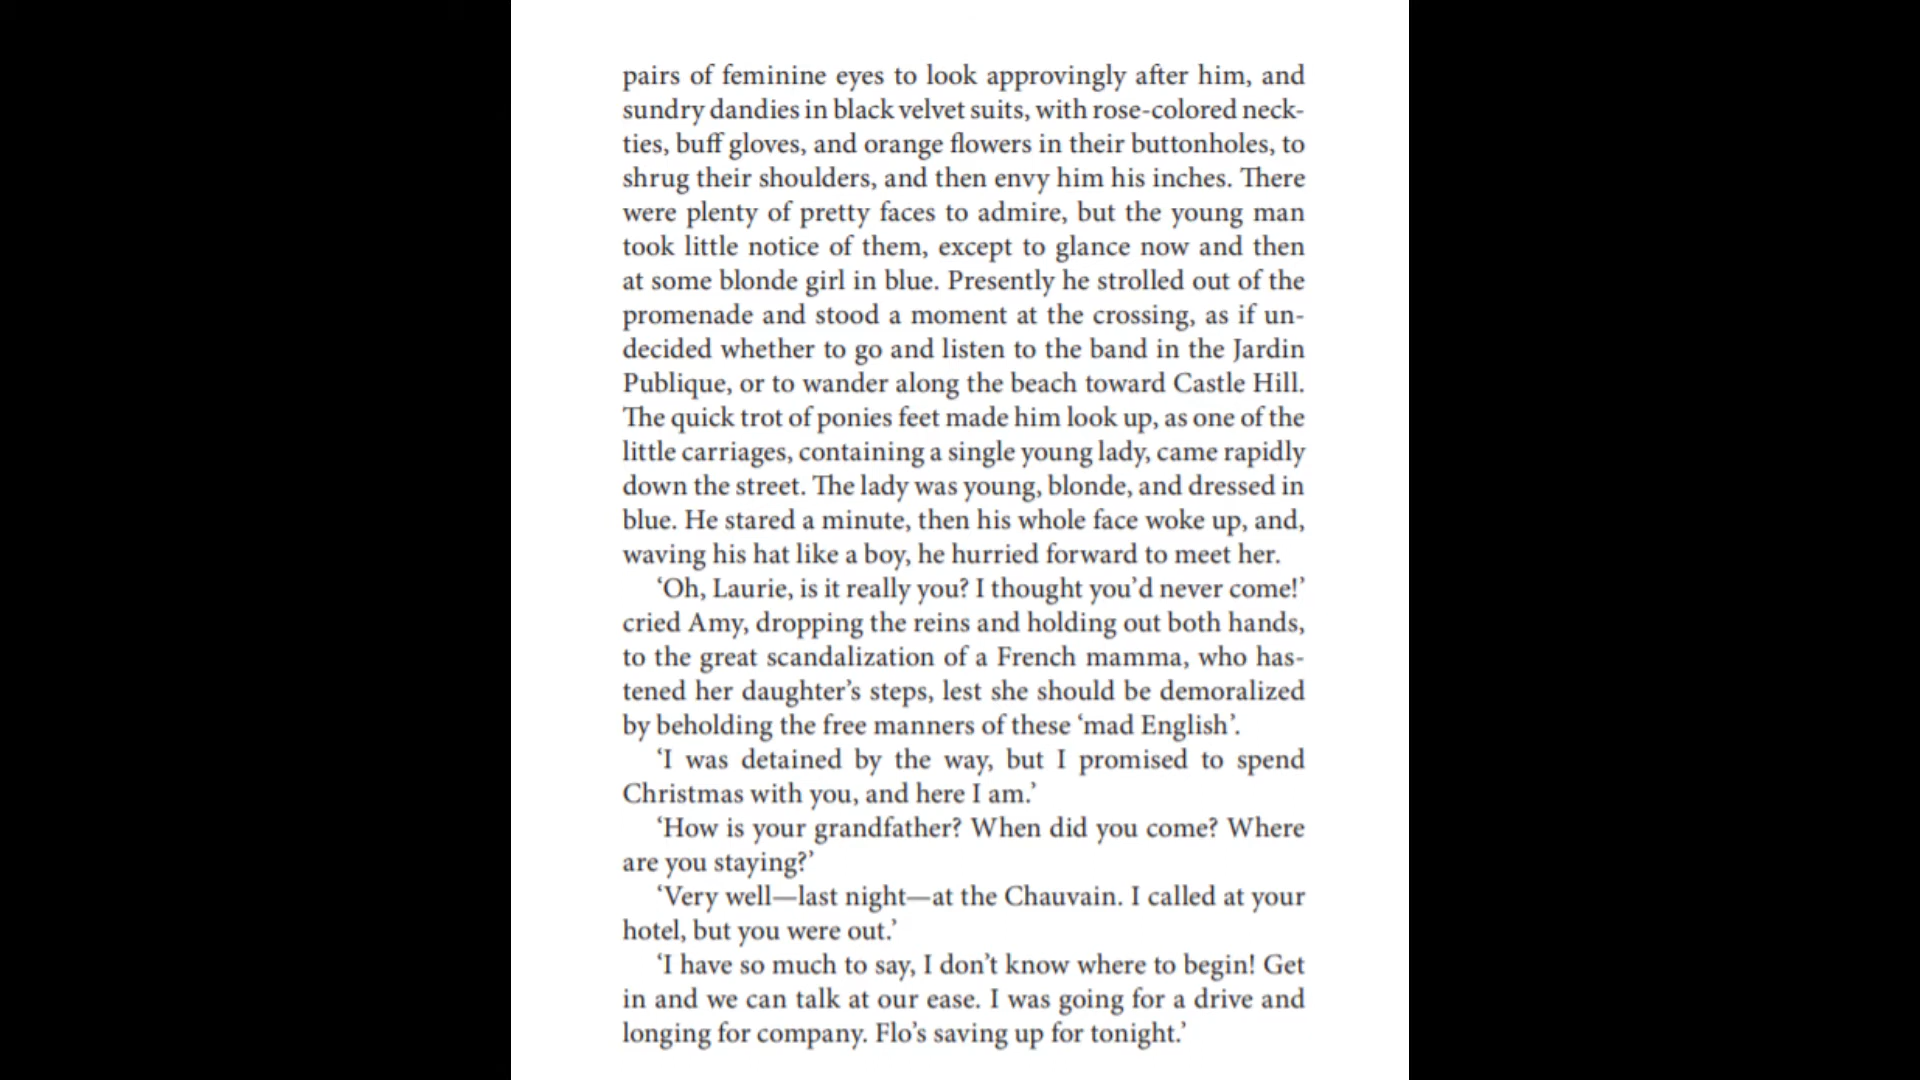 pairs of feminine eyes to look approvingly after him, and
sundry dandies in black velvet suits, with rose-colored neck-
ties, buff gloves, and orange flowers in their buttonholes, to
shrug their shoulders, and then envy him his inches. There
were plenty of pretty faces to admire, but the young man
took little notice of them, except to glance now and then
at some blonde girl in blue. Presently he strolled out of the
promenade and stood a moment at the crossing, as if un-
decided whether to go and listen to the band in the Jardin
Publique, or to wander along the beach toward Castle Hill.
The quick trot of ponies feet made him look up, as one of the
little carriages, containing a single young lady, came rapidly
down the street. The lady was young, blonde, and dressed in
blue. He stared a minute, then his whole face woke up, and,
waving his hat like a boy, he hurried forward to meet her.
‘Oh, Laurie, is it really you? I thought you’d never come!’
cried Amy, dropping the reins and holding out both hands,
to the great scandalization of a French mamma, who has-
tened her daughter’s steps, lest she should be demoralized
by beholding the free manners of these ‘mad English’.
‘I was detained by the way, but I promised to spend
Christmas with you, and here I am.’
‘How is your grandfather? When did you come? Where
are you staying?’
‘Very well—last night—at the Chauvain. I called at your
hotel, but you were out.’
‘I have so much to say, I don’t know where to begin! Get
in and we can talk at our ease. I was going for a drive and
longing for company. Flo’s saving up for tonight.’